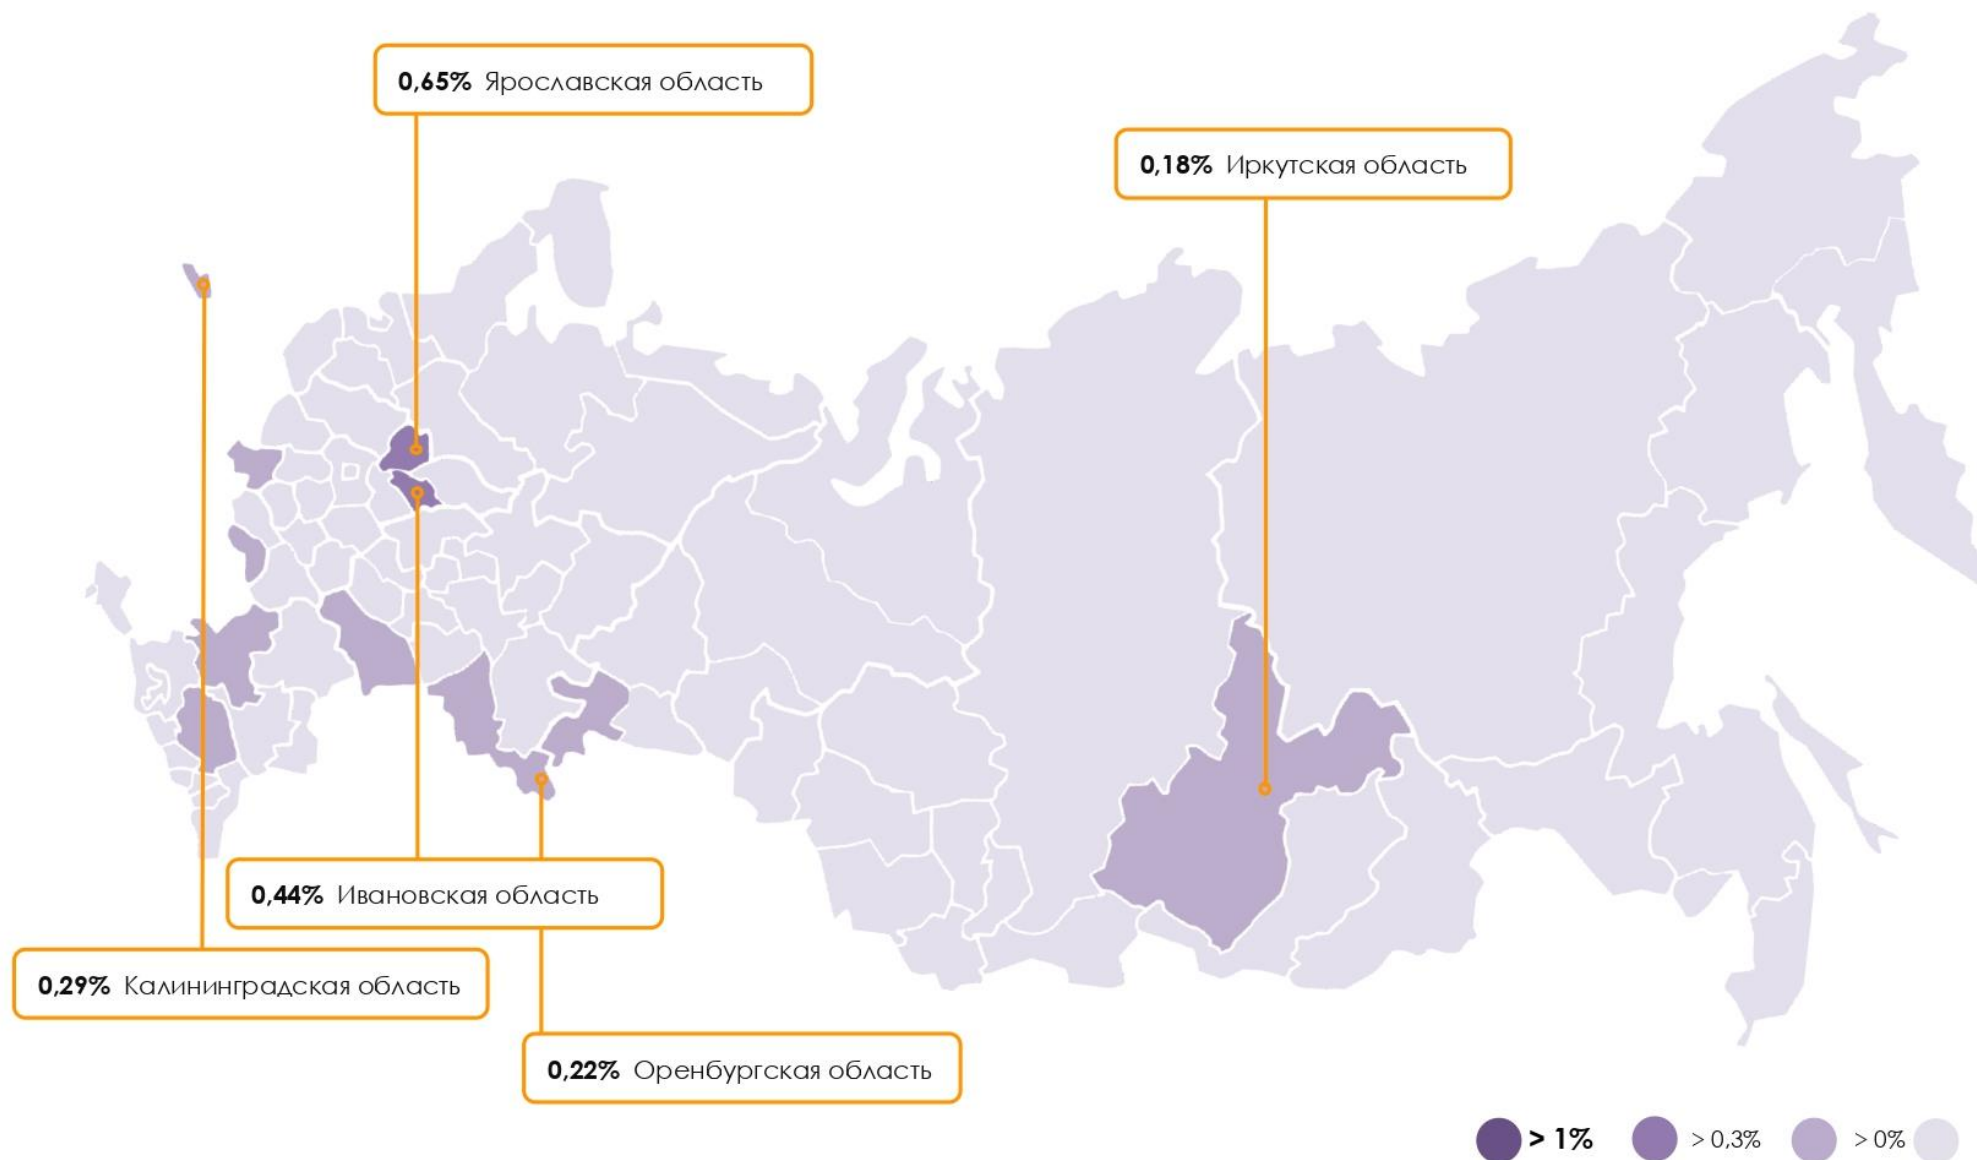 0,65% Ярославская область
0,18% Иркутская область
0,44% Ивановская область
0,29% Калининградская область
0,22% Оренбургская область
> 1% > 0,3% > 0%